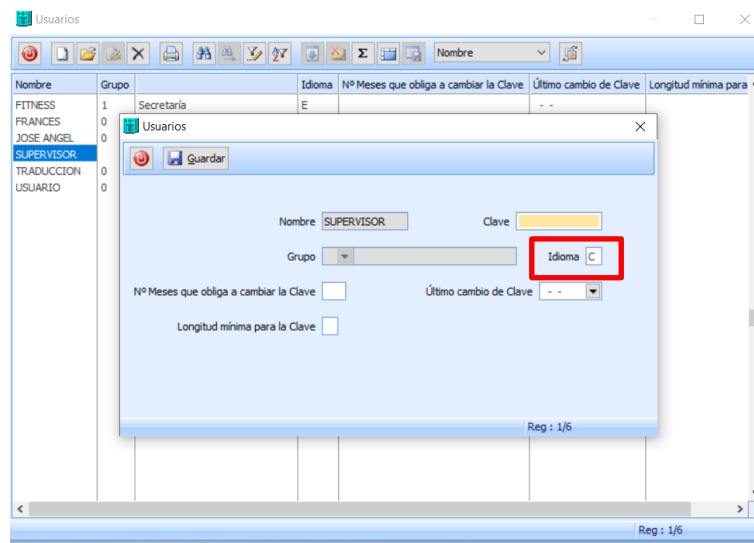 Usuarios
Nombre
Nombre Grupo Idioma Nº Meses que obliga a cambiar la Clave Último cambio de Clave Longitud mínima para
FITNESS 1 Secretaría E - -
FRANCES 0
JOSE ANGEL 0
SUPERVISOR
TRADUCCION 0
USUARIO 0
Usuarios
Guardar
Nombre SUPERVISOR Clave
Grupo Idioma C
Nº Meses que obliga a cambiar la Clave Último cambio de Clave - -
Longitud mínima para la Clave
Reg : 1/6
Reg : 1/6